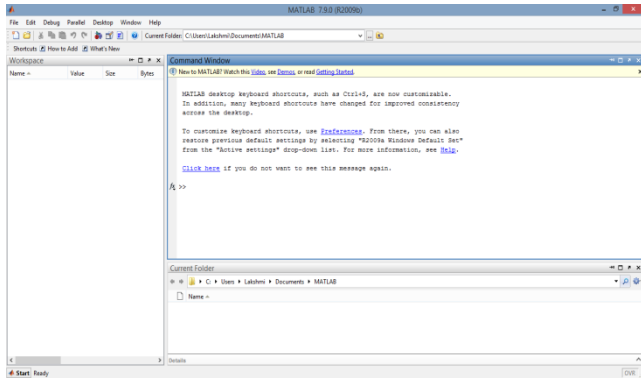 MATLAB 7.9.0 (R2009b)
File Edit Debug Parallel Desktop Window Help
Current Folder: C:\Users\Lakshmi\Documents\MATLAB
Shortcuts How to Add What's New
Workspace
Name Value Size Bytes
Command Window
New to MATLAB? Watch this Video, see Demos, or read Getting Started.
MATLAB desktop keyboard shortcuts, such as Ctrl+S, are now customizable.
In addition, many keyboard shortcuts have changed for improved consistency
across the desktop.
To customize keyboard shortcuts, use Preferences. From there, you can also
restore previous default settings by selecting "R2009a Windows Default Set"
from the "Active settings" drop-down list. For more information, see Help.
Click here if you do not want to see this message again.
fx >>
Current Folder
C: Users Lakshmi Documents MATLAB
Name
Details
Start Ready
OVR